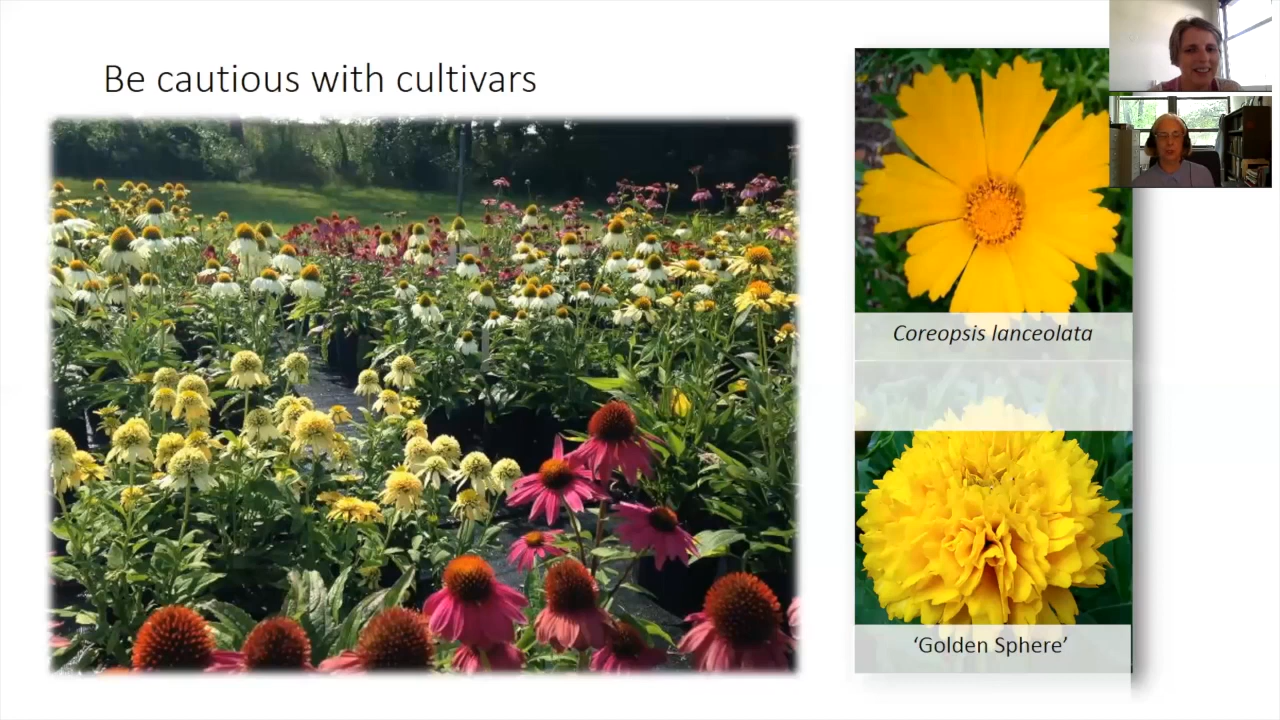 Be cautious with cultivars
Coreopsis lanceolata
‘Golden Sphere’